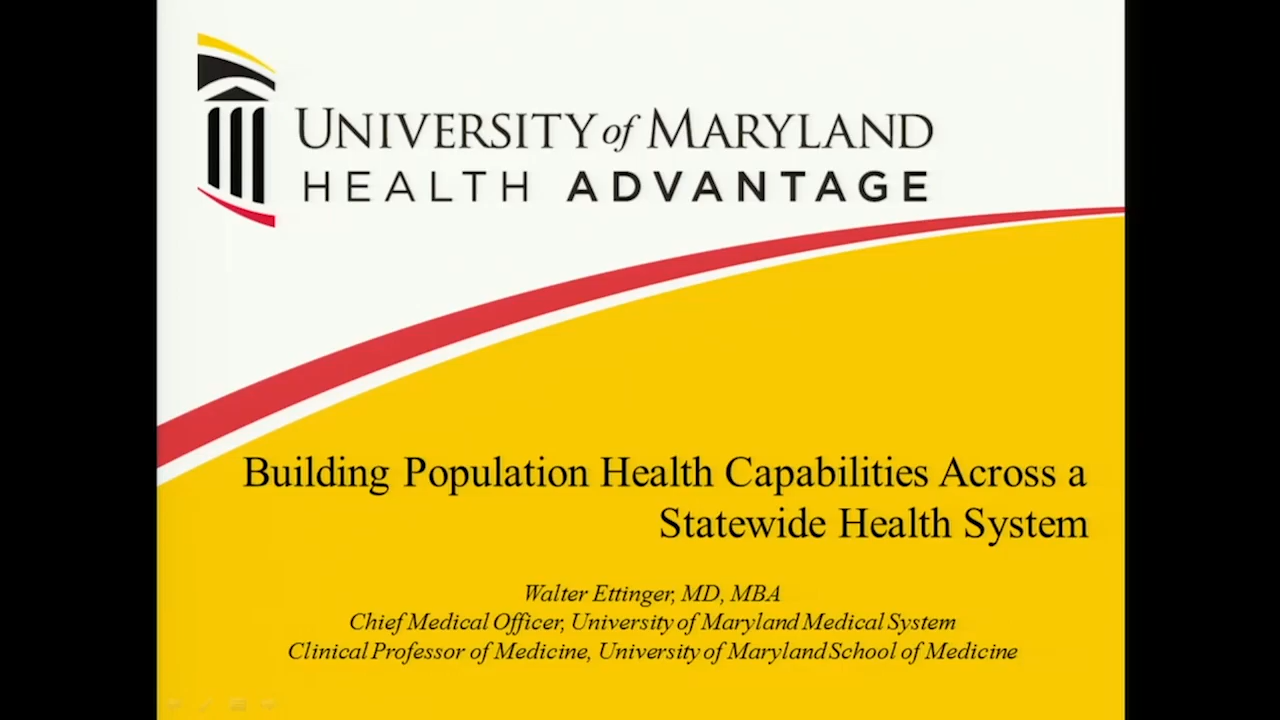 UNIVERSITY of MARYLAND
HEALTH ADVANTAGE
Building Population Health Capabilities Across a
Statewide Health System
Walter Ettinger, MD, MBA
Chief Medical Officer, University of Maryland Medical System
Clinical Professor of Medicine, University of Maryland School of Medicine